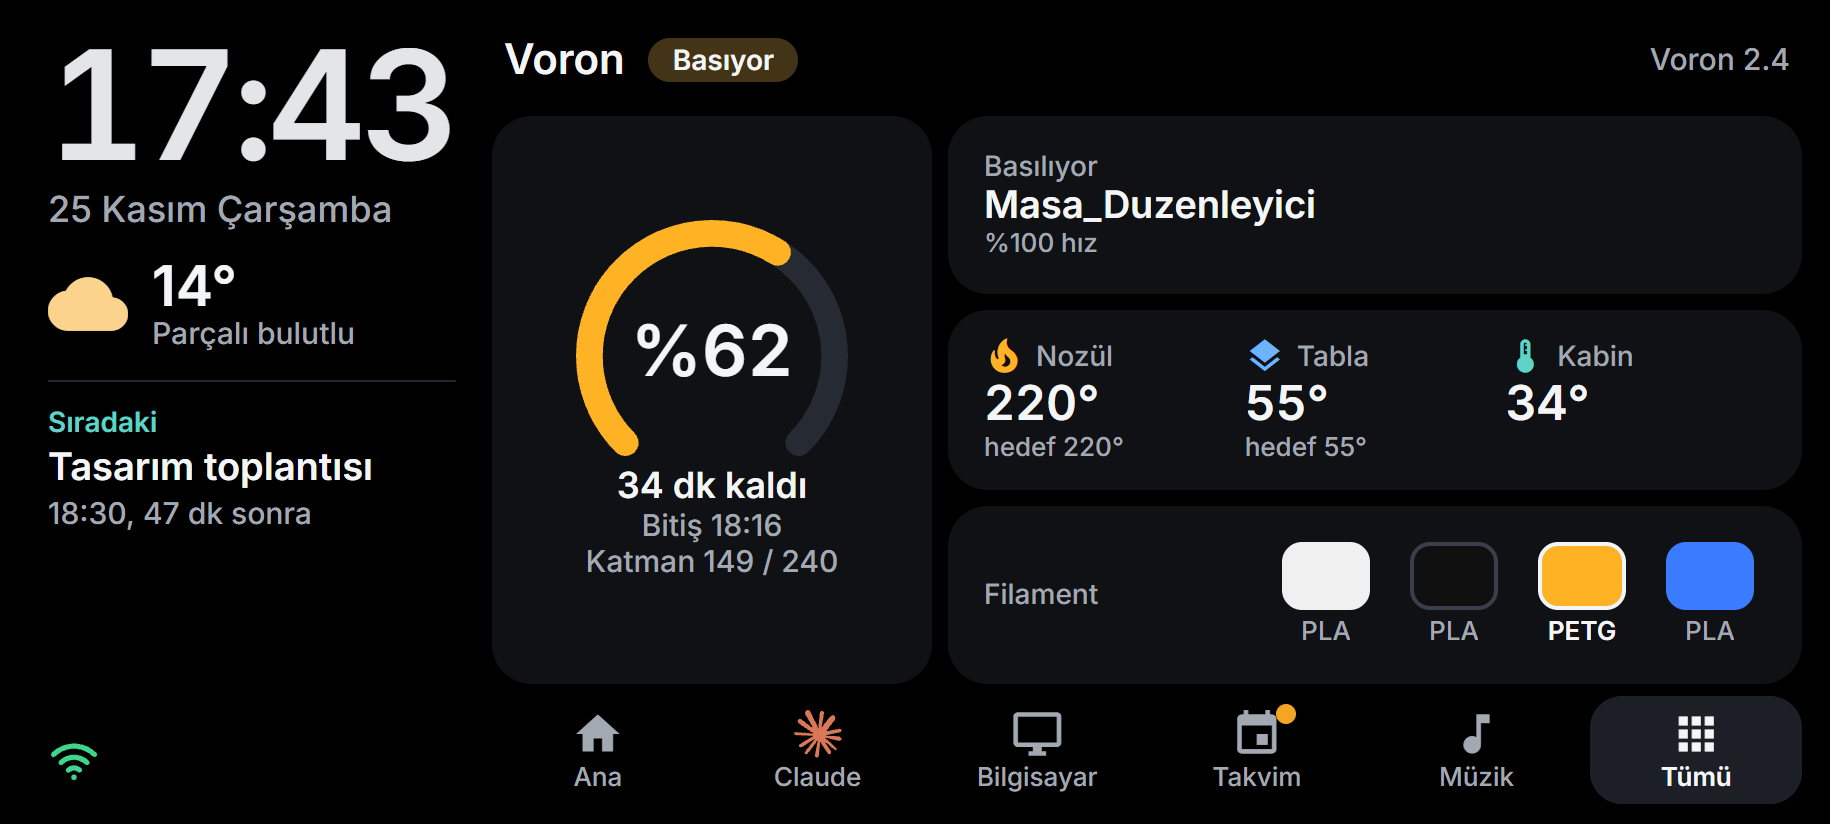 17:43
25 Kasım Çarşamba
14°
Parçalı bulutlu
Sıradaki
Tasarım toplantısı
18:30, 47 dk sonra
Voron
Basıyor
Voron 2.4
%62
34 dk kaldı
Bitiş 18:16
Katman 149 / 240
Basılıyor
Masa_Duzenleyici
%100 hız
Nozül
220°
hedef 220°
Tabla
55°
hedef 55°
Kabin
34°
Filament
PLA
PLA
PETG
PLA
Ana
Claude
Bilgisayar
Takvim
Müzik
Tümü